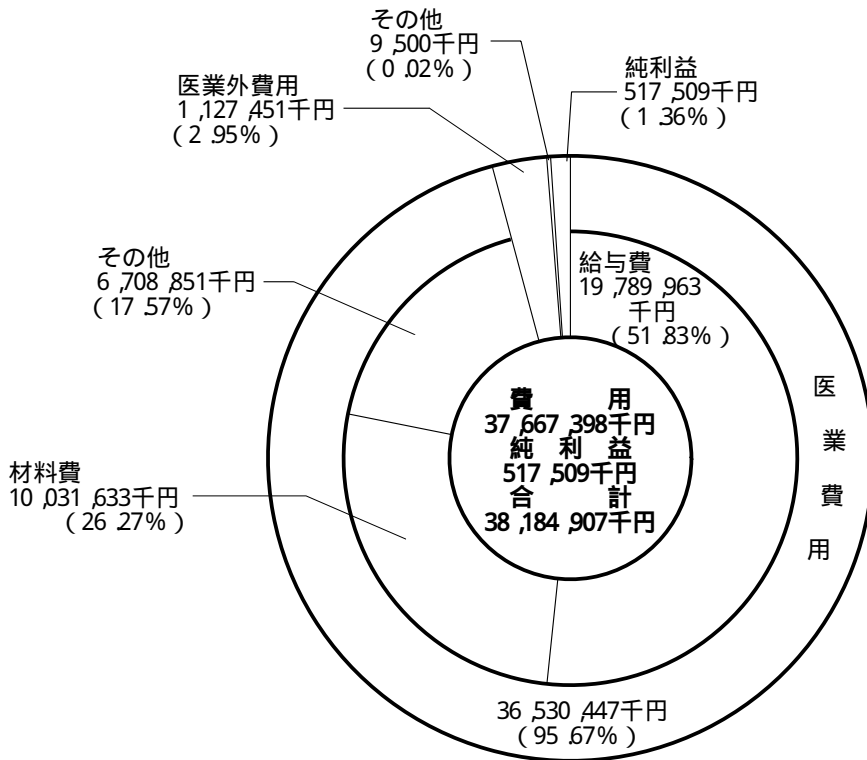 その他
9,500千円
(0.02%)
純利益
517,509千円
(1.36%)
医業外費用
1,127,451千円
(2.95%)
その他
6,708,851千円
(17.57%)
給与費
19,789,963
千円
(51.83%)
材料費
10,031,633千円
(26.27%)
費用
37,667,398千円
純利益
517,509千円
合計
38,184,907千円
医業費用
36,530,447千円
(95.67%)